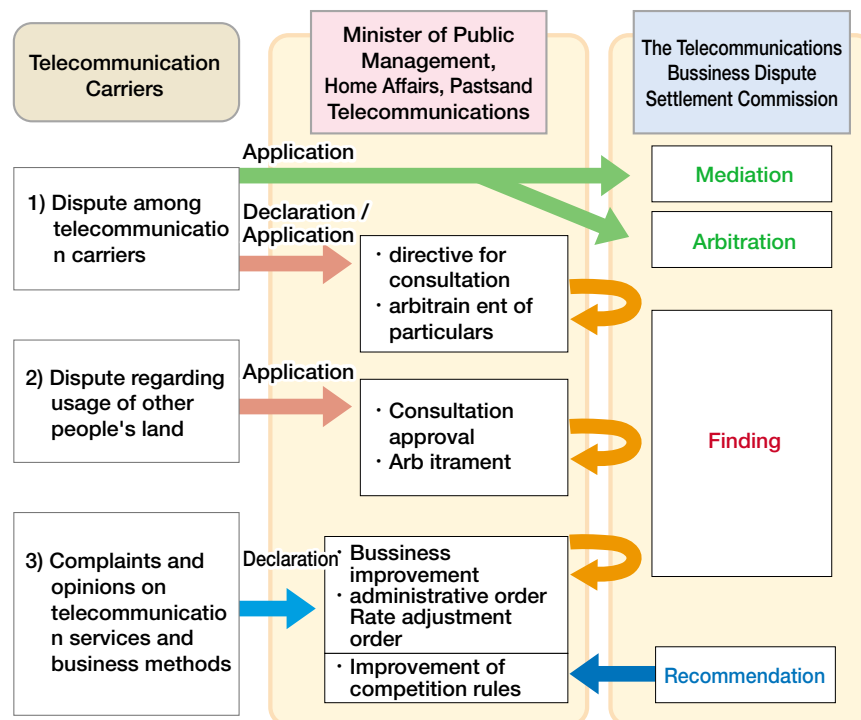 Telecommunication
Carriers
Minister of Public
Management,
Home Affairs, Pastsand
Telecommunications
The Telecommunications
Bussiness Dispute
Settlement Commission
Application
1) Dispute among
telecommunicatio
n carriers
Declaration /
Application
・directive for
consultation
・arbitrain ent of
particulars
Mediation
Arbitration
2) Dispute regarding
usage of other
people's land
Application
・Consultation
approval
・Arb itrament
Finding
3) Complaints and
opinions on
telecommunicatio
n services and
business methods
Declaration
・Bussiness
improvement
・administrative order
Rate adjustment
order
・Improvement of
competition rules
Recommendation